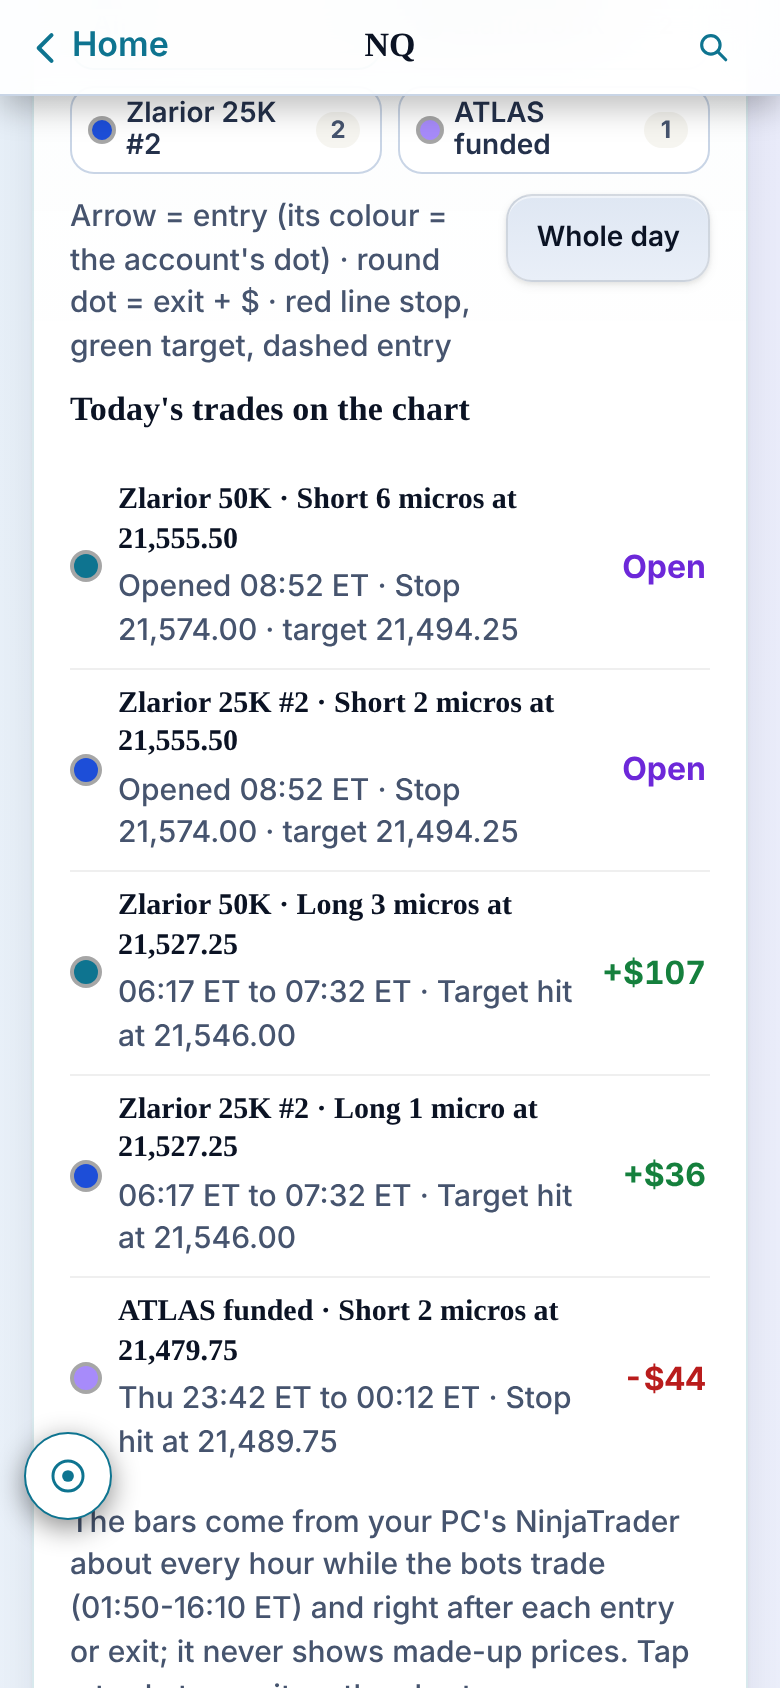 Home
NQ
Zlarior 25K
#2
2
ATLAS
funded
1
Arrow = entry (its colour =
the account's dot) · round
dot = exit + $ · red line stop,
green target, dashed entry
Whole day
Today's trades on the chart
Zlarior 50K · Short 6 micros at
21,555.50
Opened 08:52 ET · Stop
21,574.00 · target 21,494.25
Open
Zlarior 25K #2 · Short 2 micros at
21,555.50
Opened 08:52 ET · Stop
21,574.00 · target 21,494.25
Open
Zlarior 50K · Long 3 micros at
21,527.25
06:17 ET to 07:32 ET · Target hit
at 21,546.00
+$107
Zlarior 25K #2 · Long 1 micro at
21,527.25
06:17 ET to 07:32 ET · Target hit
at 21,546.00
+$36
ATLAS funded · Short 2 micros at
21,479.75
Thu 23:42 ET to 00:12 ET · Stop
hit at 21,489.75
-$44
The bars come from your PC's NinjaTrader
about every hour while the bots trade
(01:50-16:10 ET) and right after each entry
or exit; it never shows made-up prices. Tap